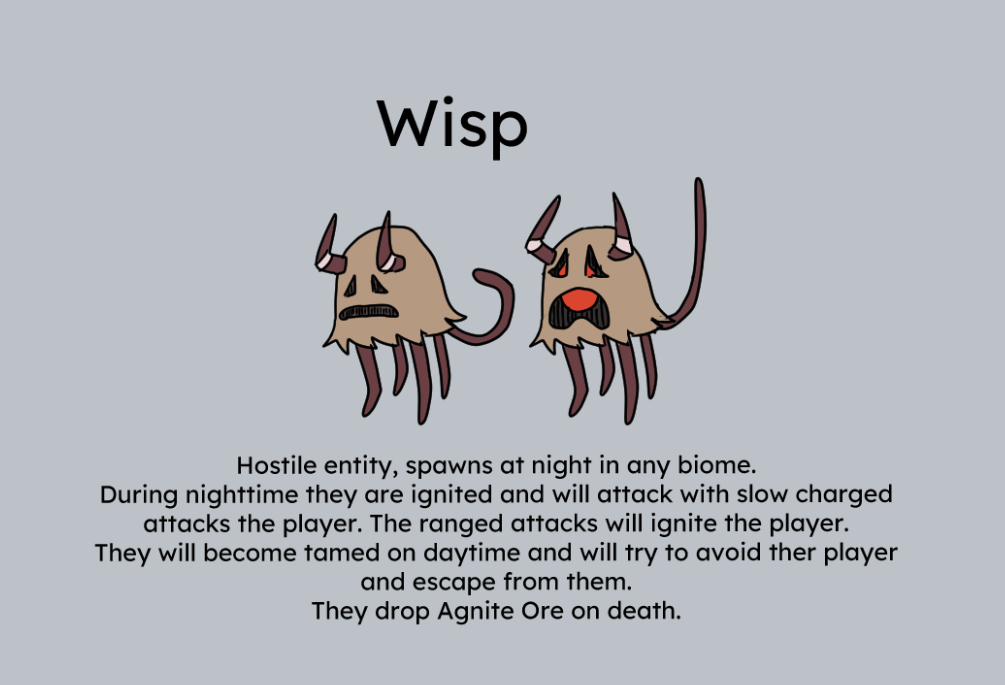 Wisp
Hostile entity, spawns at night in any biome.
During nighttime they are ignited and will attack with slow charged
attacks the player. The ranged attacks will ignite the player.
They will become tamed on daytime and will try to avoid ther player
and escape from them.
They drop Agnite Ore on death.